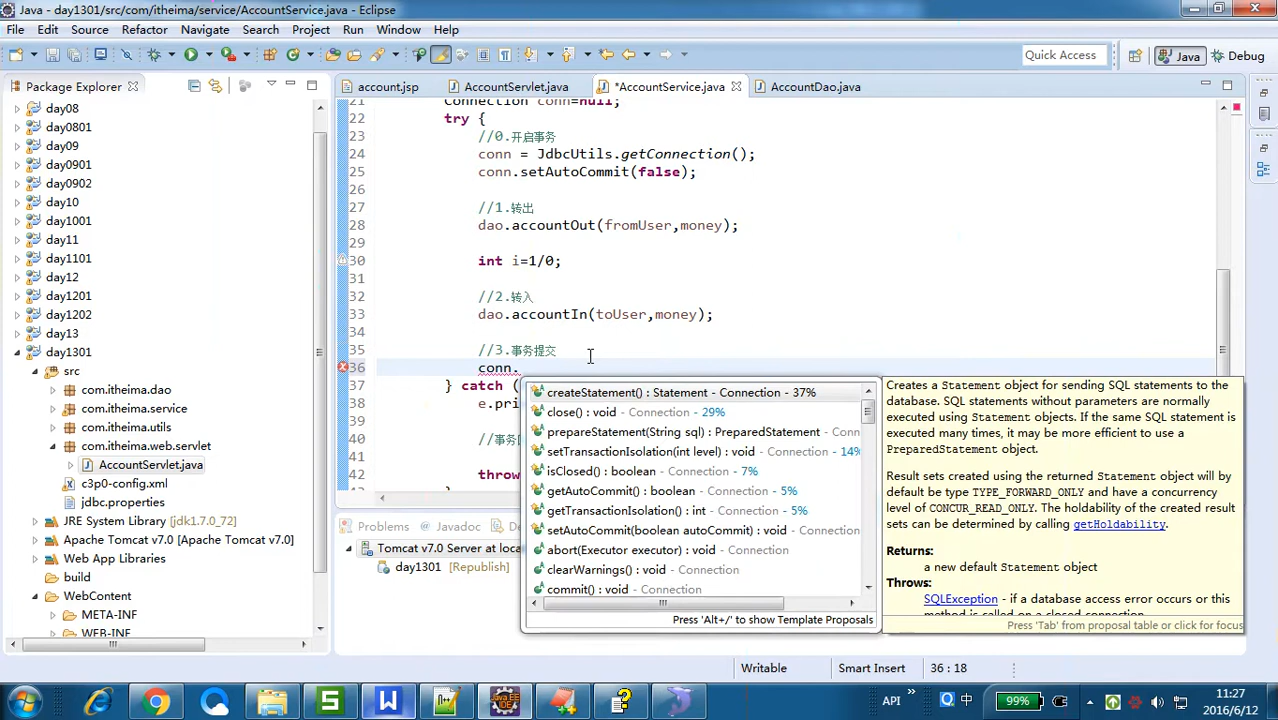 Java - day1301/src/com/itheima/service/AccountService.java - Eclipse
File Edit Source Refactor Navigate Search Project Run Window Help
Quick Access
Java
Debug
Package Explorer
account.jsp
AccountServlet.java
*AccountService.java
AccountDao.java
day08
day0801
day09
day0901
day0902
day10
day1001
day11
day1101
day12
day1201
day1202
day13
day1301
src
com.itheima.dao
com.itheima.service
com.itheima.utils
com.itheima.web.servlet
AccountServlet.java
c3p0-config.xml
jdbc.properties
JRE System Library [jdk1.7.0_72]
Apache Tomcat v7.0 [Apache Tomcat v7.0]
Web App Libraries
build
WebContent
META-INF
WEB-INF
21 Connection conn=null;
22 try {
23 //0.开启事务
24 conn = JdbcUtils.getConnection();
25 conn.setAutoCommit(false);
26
27 //1.转出
28 dao.accountOut(fromUser,money);
29
30 int i=1/0;
31
32 //2.转入
33 dao.accountIn(toUser,money);
34
35 //3.事务提交
36 conn.
37 } catch (
38 e.pri
39
40 //事务
41
42 throw
43
createStatement() : Statement - Connection - 37%
close() : void - Connection - 29%
prepareStatement(String sql) : PreparedStatement - Conn
setTransactionIsolation(int level) : void - Connection - 14%
isClosed() : boolean - Connection - 7%
getAutoCommit() : boolean - Connection - 5%
getTransactionIsolation() : int - Connection - 5%
setAutoCommit(boolean autoCommit) : void - Connection
abort(Executor executor) : void - Connection
clearWarnings() : void - Connection
commit() : void - Connection
Press 'Alt+/' to show Template Proposals
Creates a Statement object for sending SQL statements to the
database. SQL statements without parameters are normally
executed using Statement objects. If the same SQL statement is
executed many times, it may be more efficient to use a
PreparedStatement object.
Result sets created using the returned Statement object will by
default be type TYPE_FORWARD_ONLY and have a concurrency
level of CONCUR_READ_ONLY. The holdability of the created result
sets can be determined by calling getHoldability.
Returns:
a new default Statement object
Throws:
SQLException - if a database access error occurs or this
method is called on a closed connection
Press 'Tab' from proposal table or click for focus
Problems
Javadoc
De
Tomcat v7.0 Server at loca
day1301 [Republish]
Writable
Smart Insert
36 : 18
API
中
99%
11:27
2016/6/12